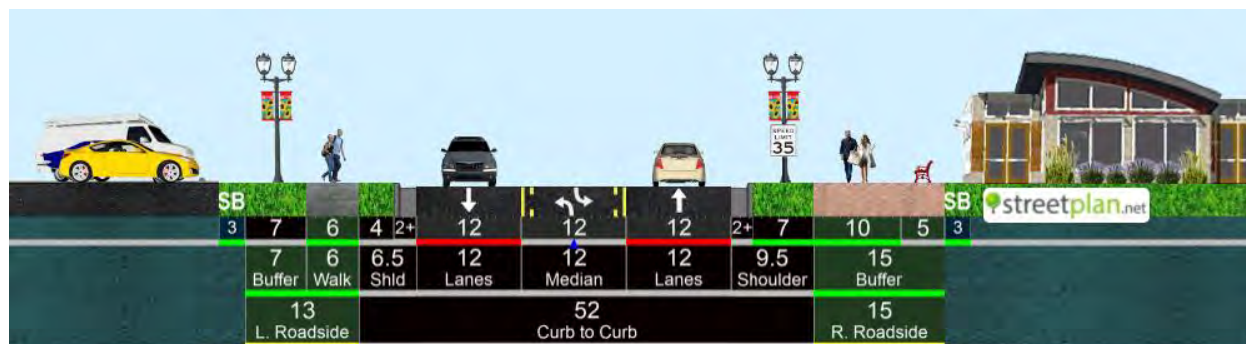 SPEED
LIMIT
35
SB SB streetplan.net
3 7 6 4 2+ 12 12 12 2+ 7 10 5 3
7 6 6.5 12 12 12 9.5 15
Buffer Walk Shld Lanes Median Lanes Shoulder Buffer
13 52 15
L. Roadside Curb to Curb R. Roadside